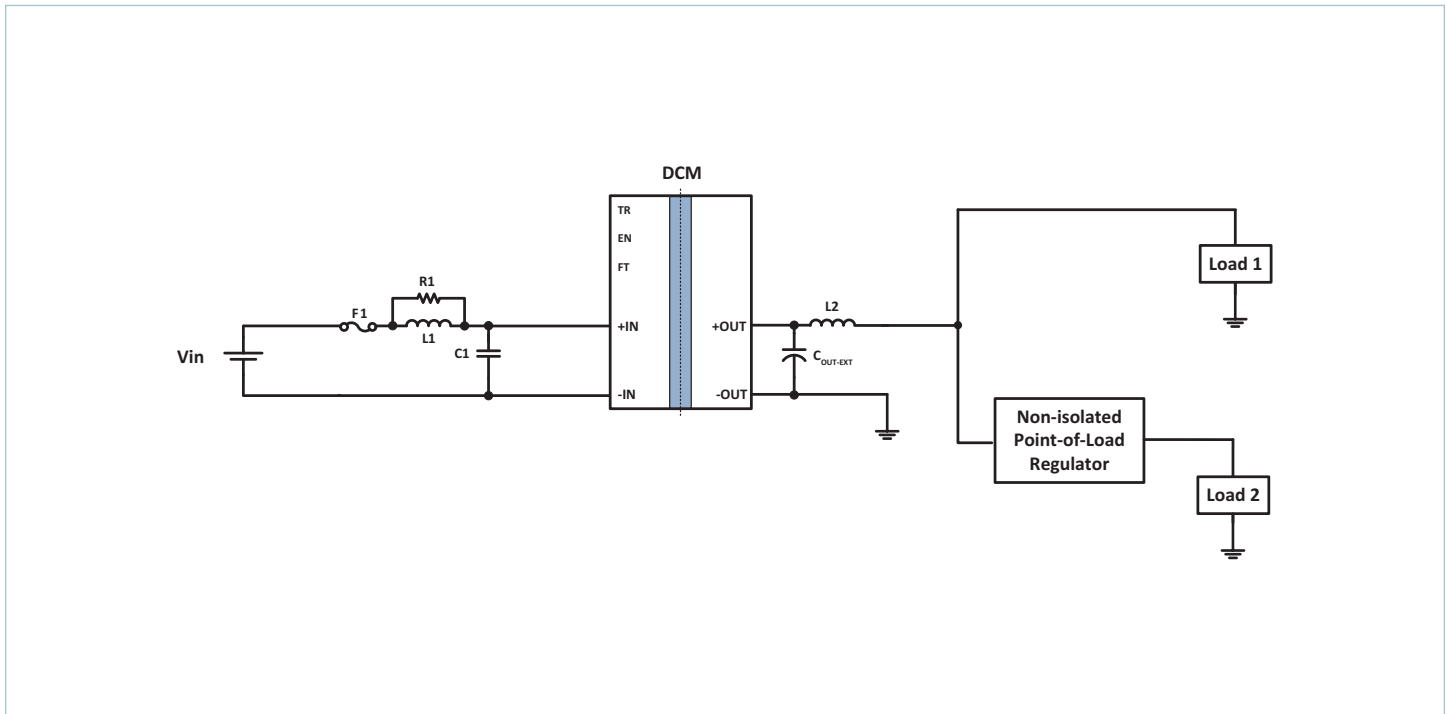 DCM
TR
EN
FT
R1
F1
L1
C1
Vin
+IN
-IN
+OUT
-OUT
L2
COUT-EXT
Load 1
Non-isolated
Point-of-Load
Regulator
Load 2